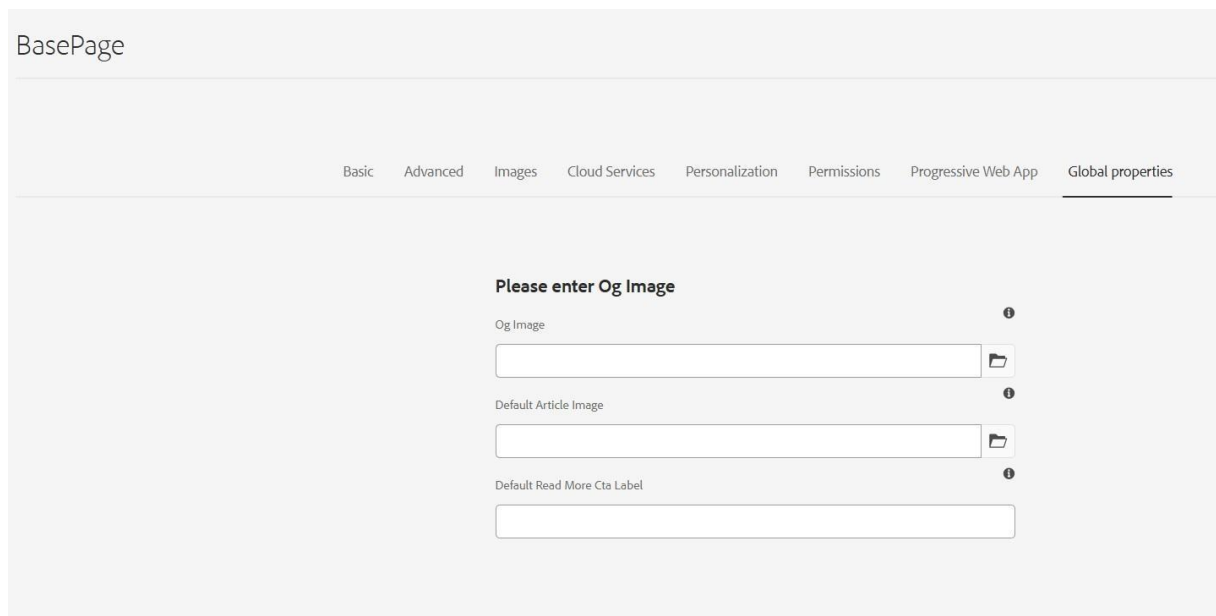 BasePage
Basic Advanced Images Cloud Services Personalization Permissions Progressive Web App Global properties
Please enter Og Image
Og Image
Default Article Image
Default Read More Cta Label